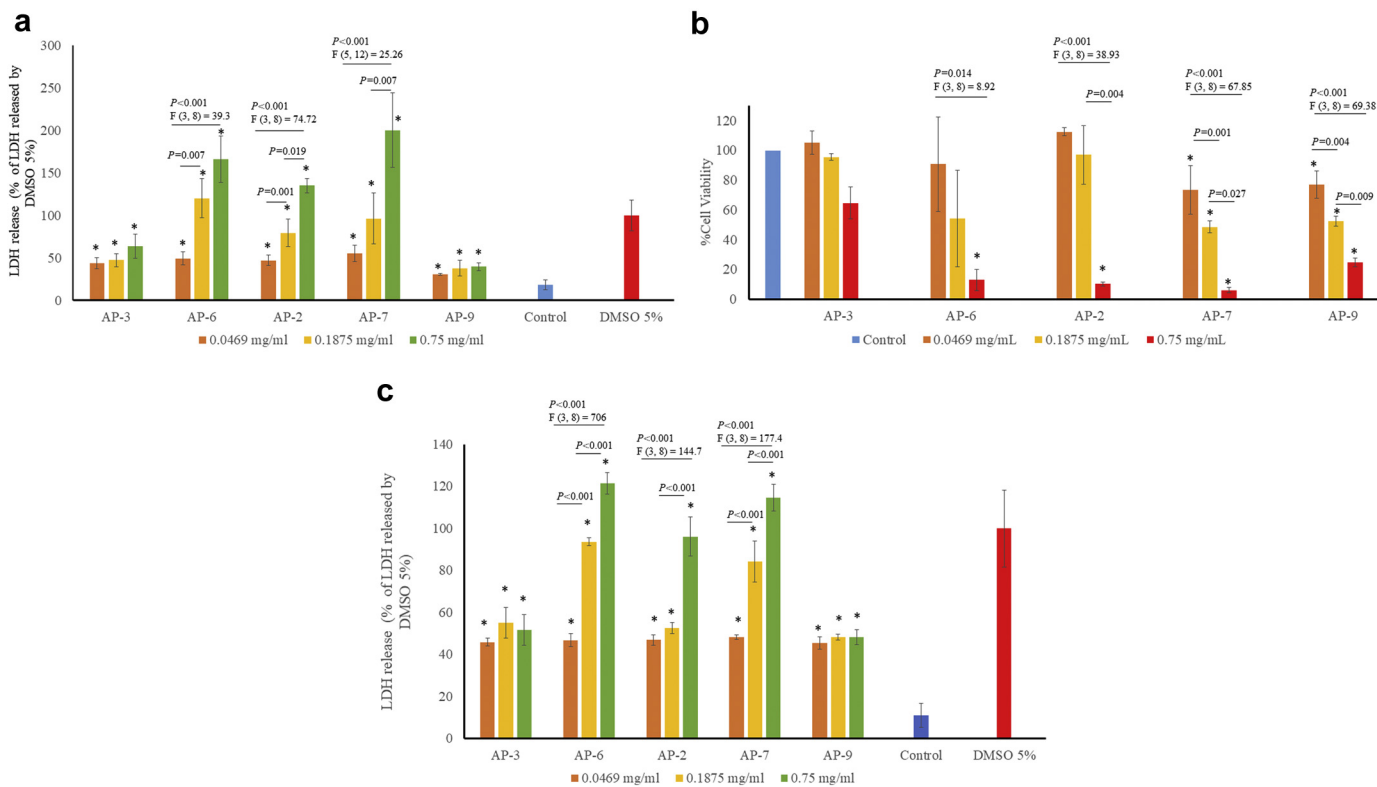 a
LDH release (% of LDH released by
DMSO 5%)
300
250
200
150
100
50
0
P<0.001
F (3, 8) = 39.3
P=0.007
P<0.001
F (3, 8) = 74.72
P=0.019
P=0.001
P<0.001
F (5, 12) = 25.26
P=0.007
* * * * * * * * * * * * * * *
AP-3 AP-6 AP-2 AP-7 AP-9 Control DMSO 5%
0.0469 mg/ml 0.1875 mg/ml 0.75 mg/ml
b
%Cell Viability
120
100
80
60
40
20
0
P=0.014
F (3, 8) = 8.92
P<0.001
F (3, 8) = 38.93
P=0.004
P<0.001
F (3, 8) = 67.85
P=0.001
P=0.027
P<0.001
F (3, 8) = 69.38
P=0.004
P=0.009
* * * * * * * *
AP-3 AP-6 AP-2 AP-7 AP-9
Control 0.0469 mg/mL 0.1875 mg/mL 0.75 mg/mL
c
LDH release (% of LDH released by
DMSO 5%)
140
120
100
80
60
40
20
0
P<0.001
F (3, 8) = 706
P<0.001
P<0.001
P<0.001
F (3, 8) = 144.7
P<0.001
P<0.001
F (3, 8) = 177.4
P<0.001
P<0.001
* * * * * * * * * * * * * * *
AP-3 AP-6 AP-2 AP-7 AP-9 Control DMSO 5%
0.0469 mg/ml 0.1875 mg/ml 0.75 mg/ml